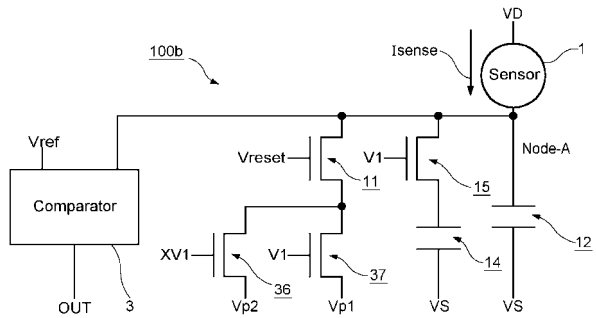 VD
100b
Isense
1
Sensor
Vref
Vreset
V1
Node-A
11
15
Comparator
12
XV1
V1
14
36
37
3
OUT
Vp2
Vp1
VS
VS